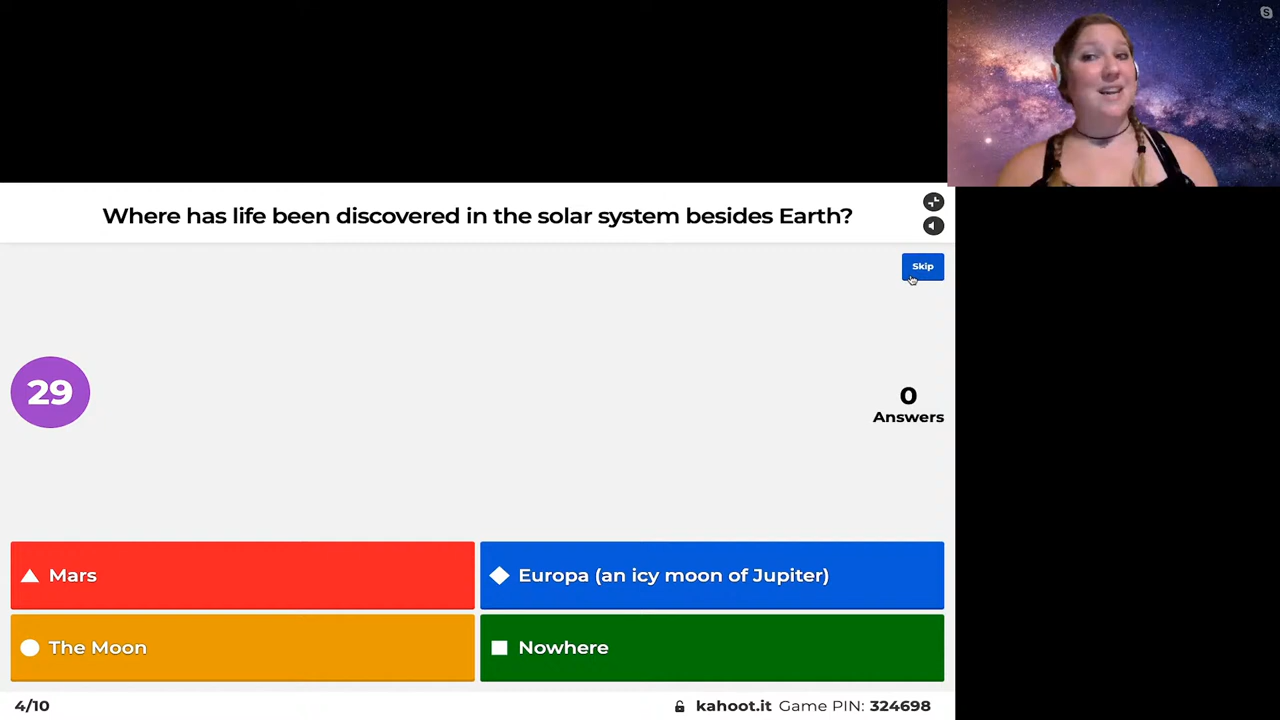 Where has life been discovered in the solar system besides Earth?
Skip
29
0
Answers
Mars
Europa (an icy moon of Jupiter)
The Moon
Nowhere
4/10
kahoot.it Game PIN: 324698